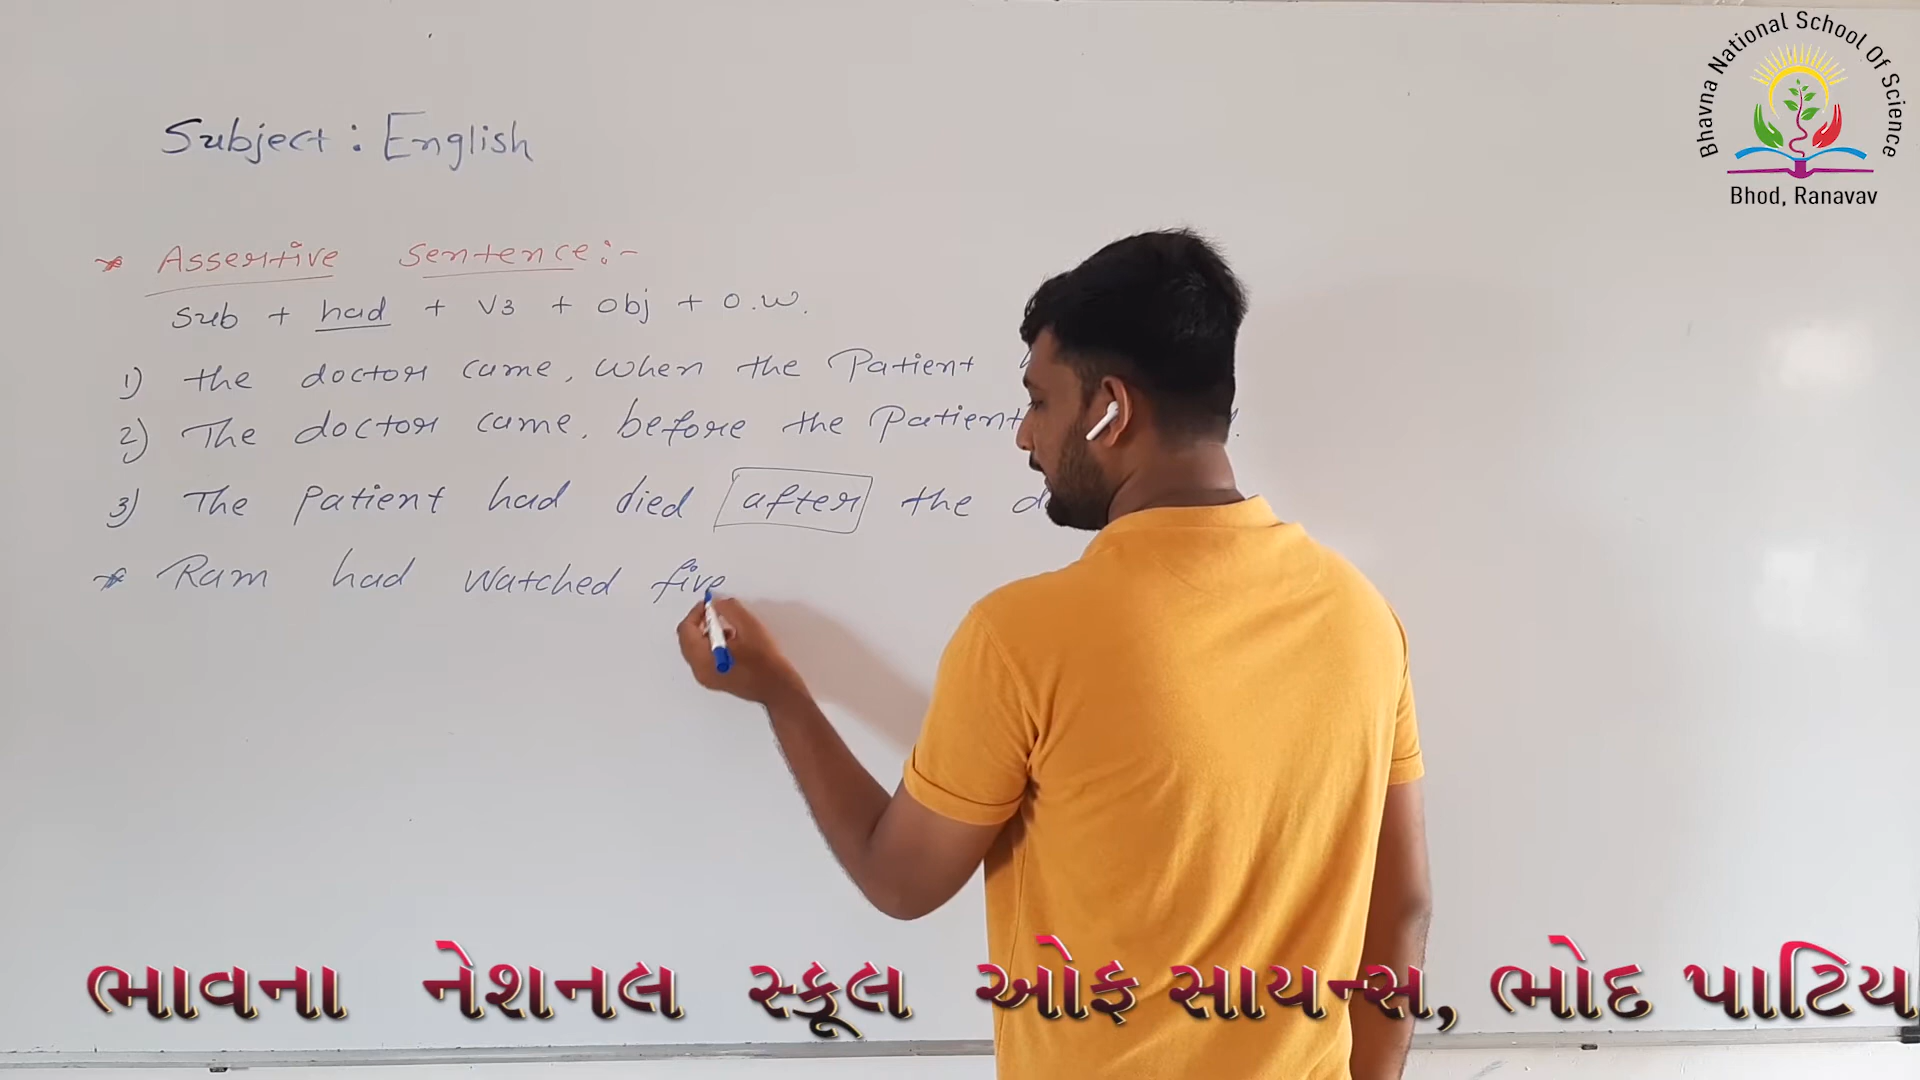 Bhavna National School Of Science
Bhod, Ranavav
Subject : English
* Assertive Sentence :-
Sub + had + V3 + Obj + O.W.
1) the doctor came, when the Patient
2) The doctor came, before the Patient
3) The Patient had died after the
* Ram had watched five
ભાવના નેશનલ સ્કૂલ ઓફ સાયન્સ, ભોદ પાટિયા